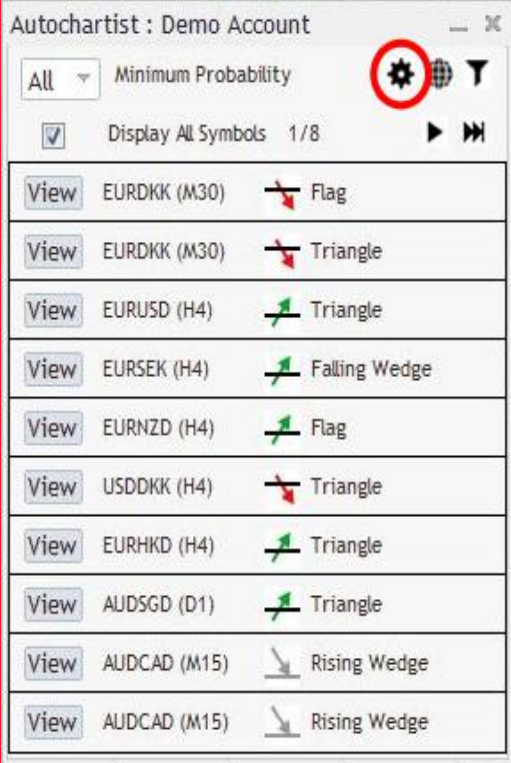 Autochartist : Demo Account
All Minimum Probability
Display All Symbols 1/8
View EURDKK (M30) Flag
View EURDKK (M30) Triangle
View EURUSD (H4) Triangle
View EURSEK (H4) Falling Wedge
View EURNZD (H4) Flag
View USDDKK (H4) Triangle
View EURHKD (H4) Triangle
View AUDSGD (D1) Triangle
View AUDCAD (M15) Rising Wedge
View AUDCAD (M15) Rising Wedge